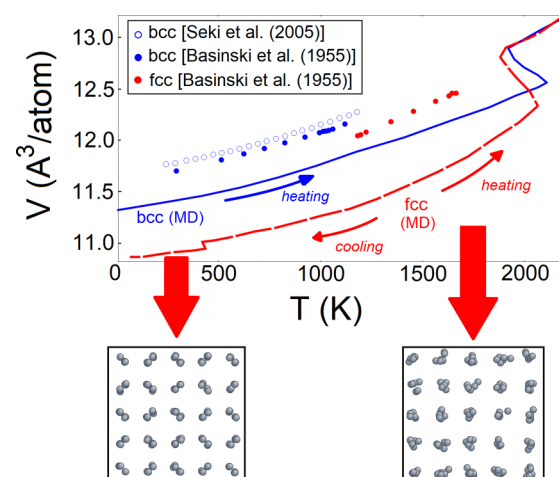 13.0
12.5
12.0
11.5
11.0
V (A³/atom)
bcc [Seki et al. (2005)]
bcc [Basinski et al. (1955)]
fcc [Basinski et al. (1955)]
bcc (MD)
heating
fcc (MD)
cooling
heating
0
500
1000
1500
2000
T (K)